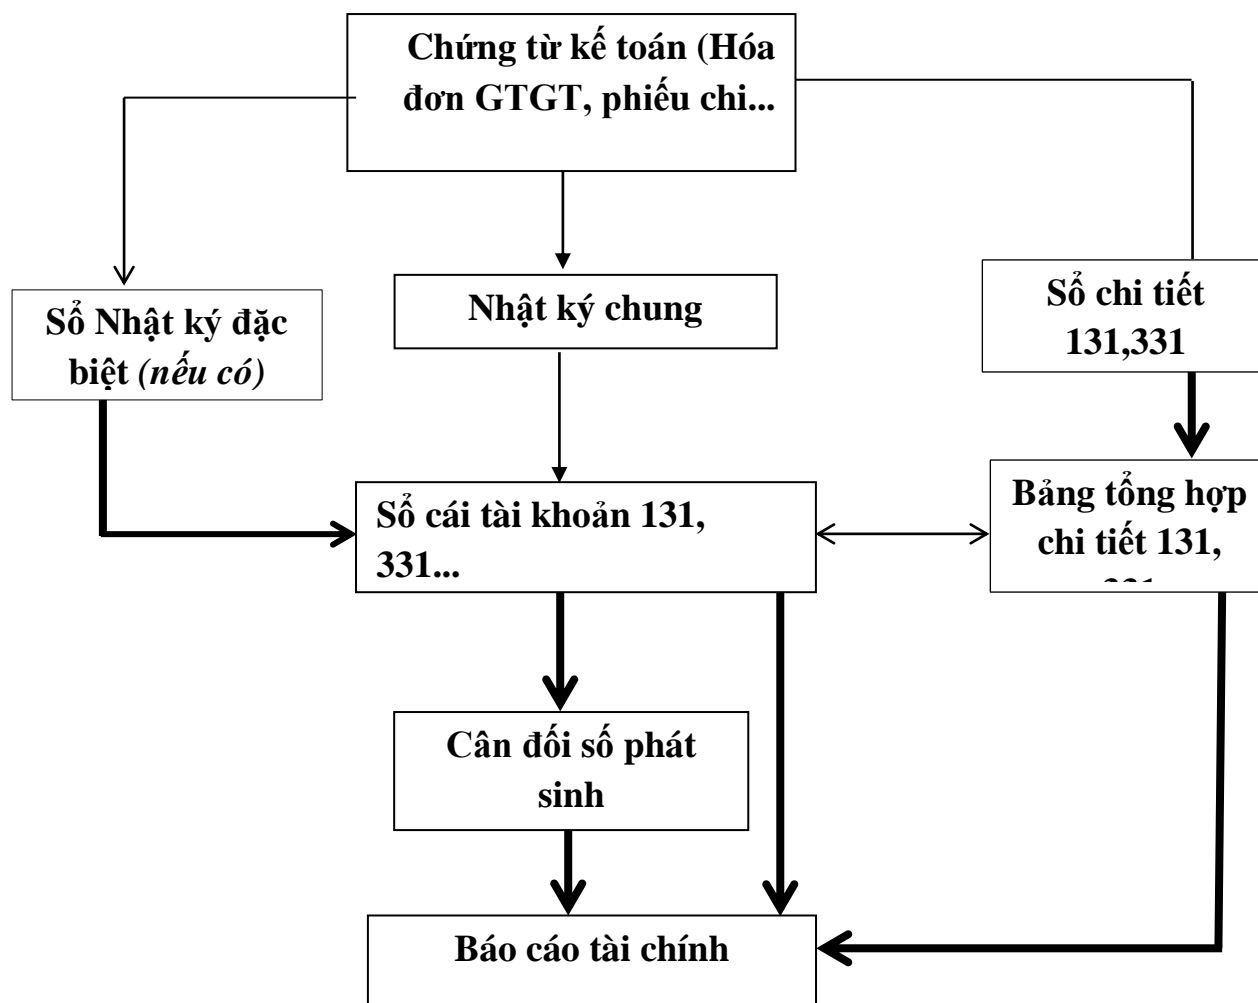 Chứng từ kế toán (Hóa
đơn GTGT, phiếu chi...
Sổ Nhật ký đặc
biệt (nếu có)
Nhật ký chung
Sổ chi tiết
131,331
Sổ cái tài khoản 131,
331...
Bảng tổng hợp
chi tiết 131,
Cân đối số phát
sinh
Báo cáo tài chính